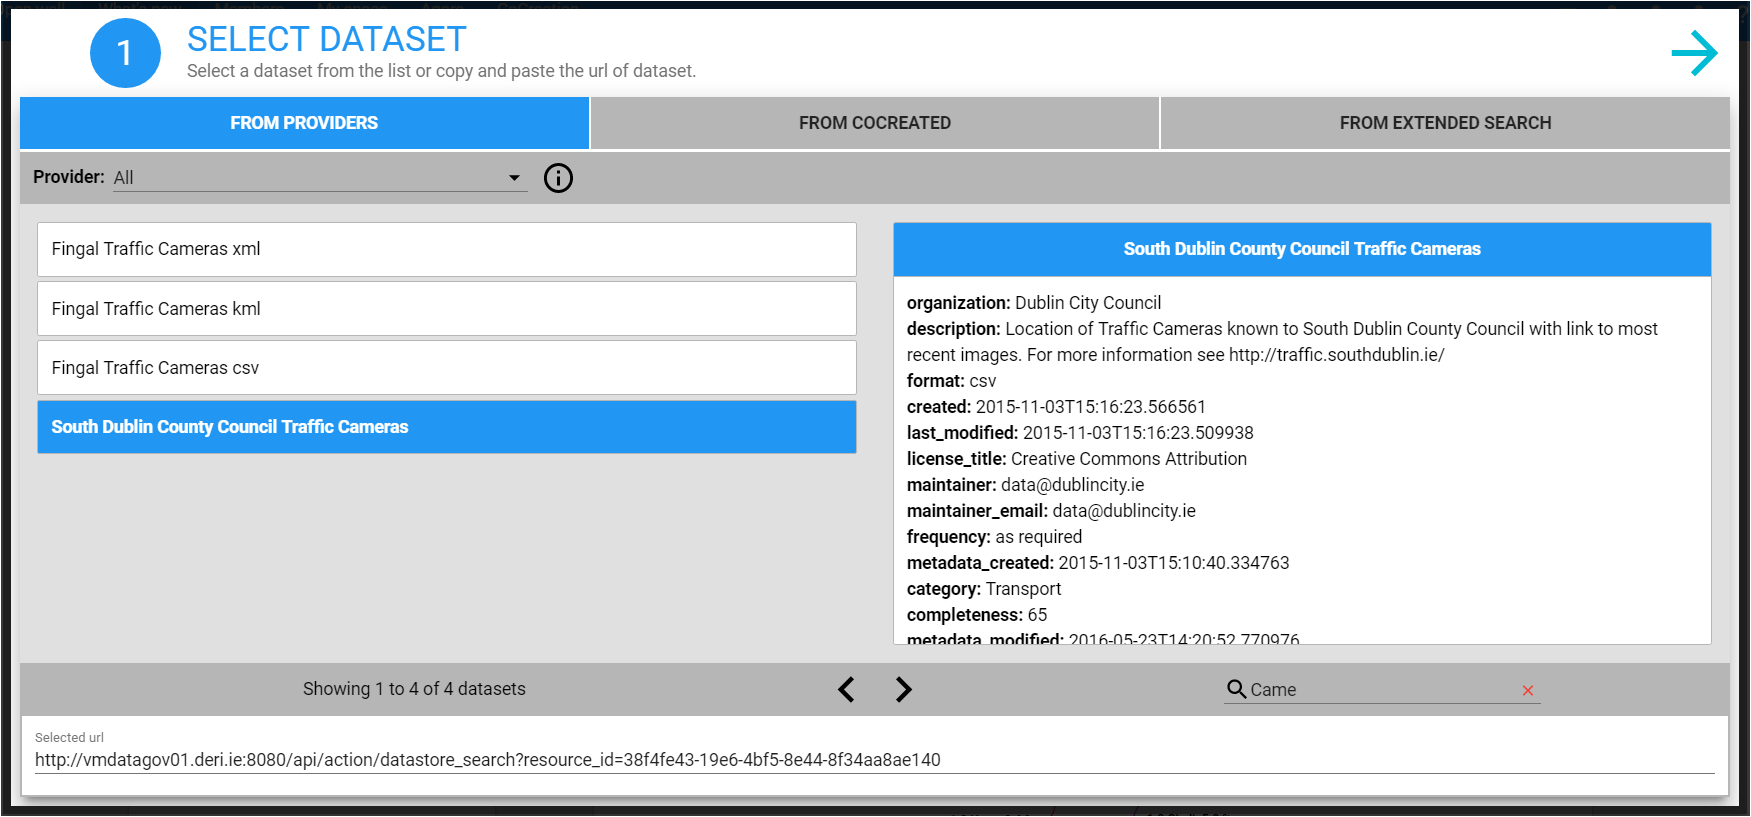 1
SELECT DATASET
Select a dataset from the list or copy and paste the url of dataset.
FROM PROVIDERS
FROM COCREATED
FROM EXTENDED SEARCH
Provider: All
Fingal Traffic Cameras xml
Fingal Traffic Cameras kml
Fingal Traffic Cameras csv
South Dublin County Council Traffic Cameras
South Dublin County Council Traffic Cameras
organization: Dublin City Council
description: Location of Traffic Cameras known to South Dublin County Council with link to most
recent images. For more information see http://traffic.southdublin.ie/
format: csv
created: 2015-11-03T15:16:23.566561
last_modified: 2015-11-03T15:16:23.509938
license_title: Creative Commons Attribution
maintainer: data@dublincity.ie
maintainer_email: data@dublincity.ie
frequency: as required
metadata_created: 2015-11-03T15:10:40.334763
category: Transport
completeness: 65
metadata_modified: 2016-05-23T14:20:52.770976
Showing 1 to 4 of 4 datasets
Came
Selected url
http://vmdatagov01.deri.ie:8080/api/action/datastore_search?resource_id=38f4fe43-19e6-4bf5-8e44-8f34aa8ae140